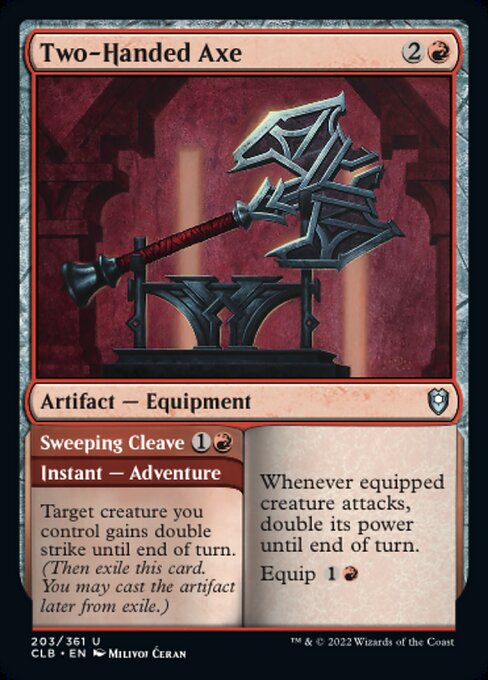 Two-Handed Axe 2
Artifact — Equipment
Sweeping Cleave 1
Instant — Adventure
Target creature you
control gains double
strike until end of turn.
(Then exile this card.
You may cast the artifact
later from exile.)
Whenever equipped
creature attacks,
double its power
until end of turn.
Equip 1
203/361 U
CLB • EN Milivoj Ćeran
™ & © 2022 Wizards of the Coast